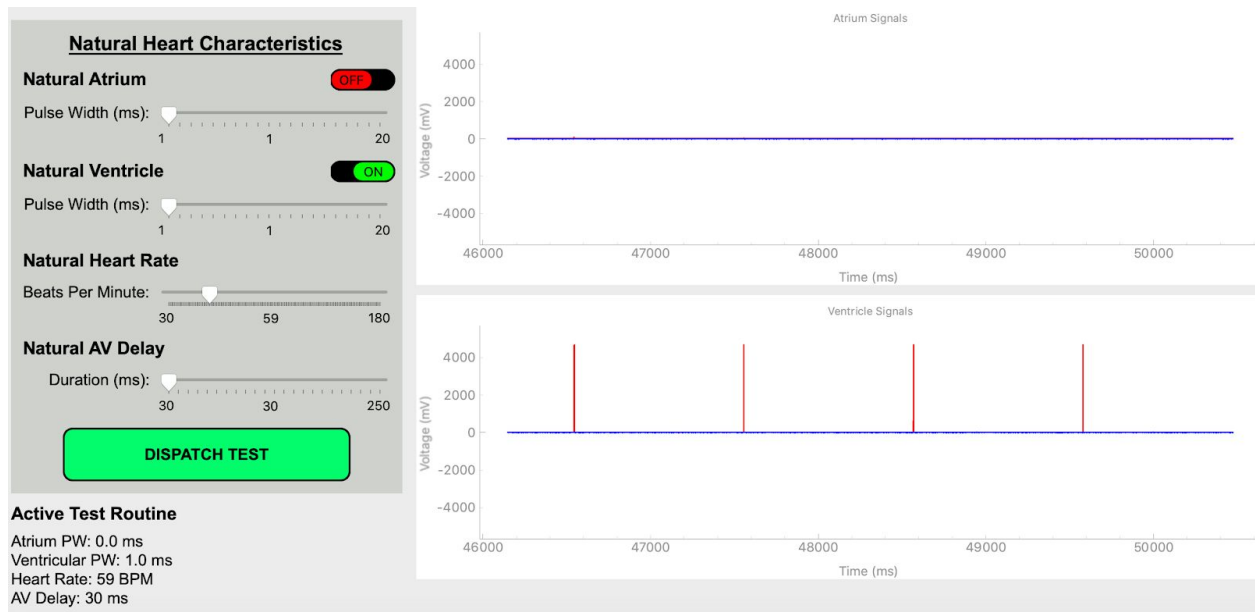 Natural Heart Characteristics
Natural Atrium
OFF
Pulse Width (ms):
1 1 20
Natural Ventricle
ON
Pulse Width (ms):
1 1 20
Natural Heart Rate
Beats Per Minute:
30 59 180
Natural AV Delay
Duration (ms):
30 30 250
DISPATCH TEST
Active Test Routine
Atrium PW: 0.0 ms
Ventricular PW: 1.0 ms
Heart Rate: 59 BPM
AV Delay: 30 ms
Atrium Signals
Voltage (mV)
4000
2000
0
-2000
-4000
46000 47000 48000 49000 50000
Time (ms)
Ventricle Signals
Voltage (mV)
4000
2000
0
-2000
-4000
46000 47000 48000 49000 50000
Time (ms)